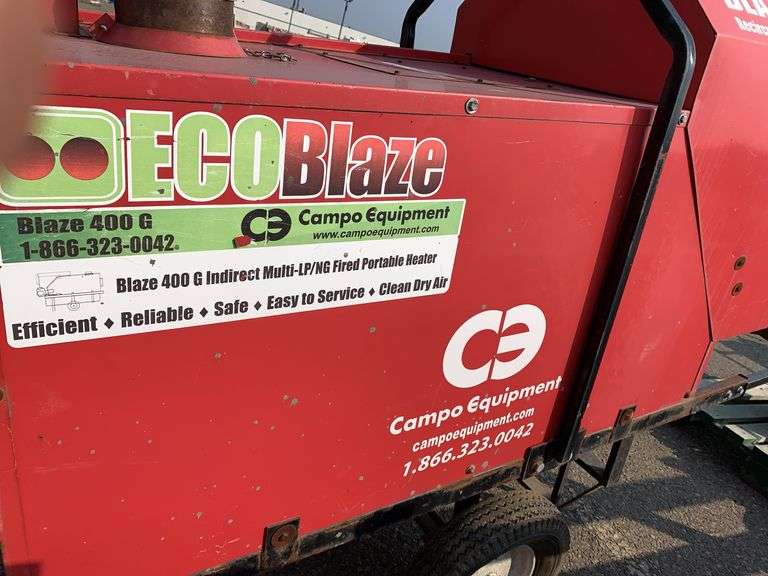 ECOBlaze
Blaze 400 G
1-866-323-0042
CE Campo Equipment
www.campoequipment.com
Blaze 400 G Indirect Multi-LP/NG Fired Portable Heater
Efficient ♦ Reliable ♦ Safe ♦ Easy to Service ♦ Clean Dry Air
CE
Campo Equipment
campoequipment.com
1.866.323.0042